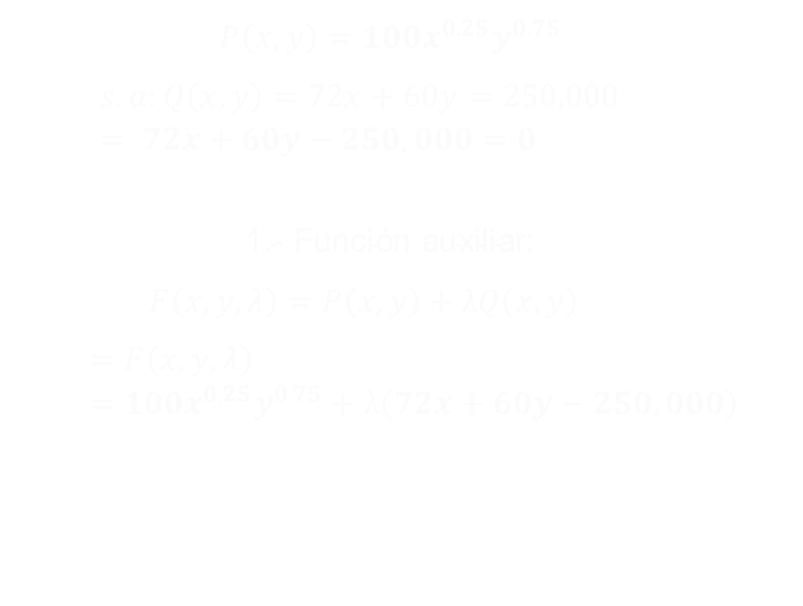 P(x, y) = 100x^0.25 y^0.75
s. a: Q(x, y) = 72x + 60y = 250,000
= 72x + 60y − 250,000 = 0
1.- Función auxiliar:
F(x, y, λ) = P(x, y) + λQ(x, y)
= F(x, y, λ)
= 100x^0.25 y^0.75 + λ(72x + 60y − 250,000)